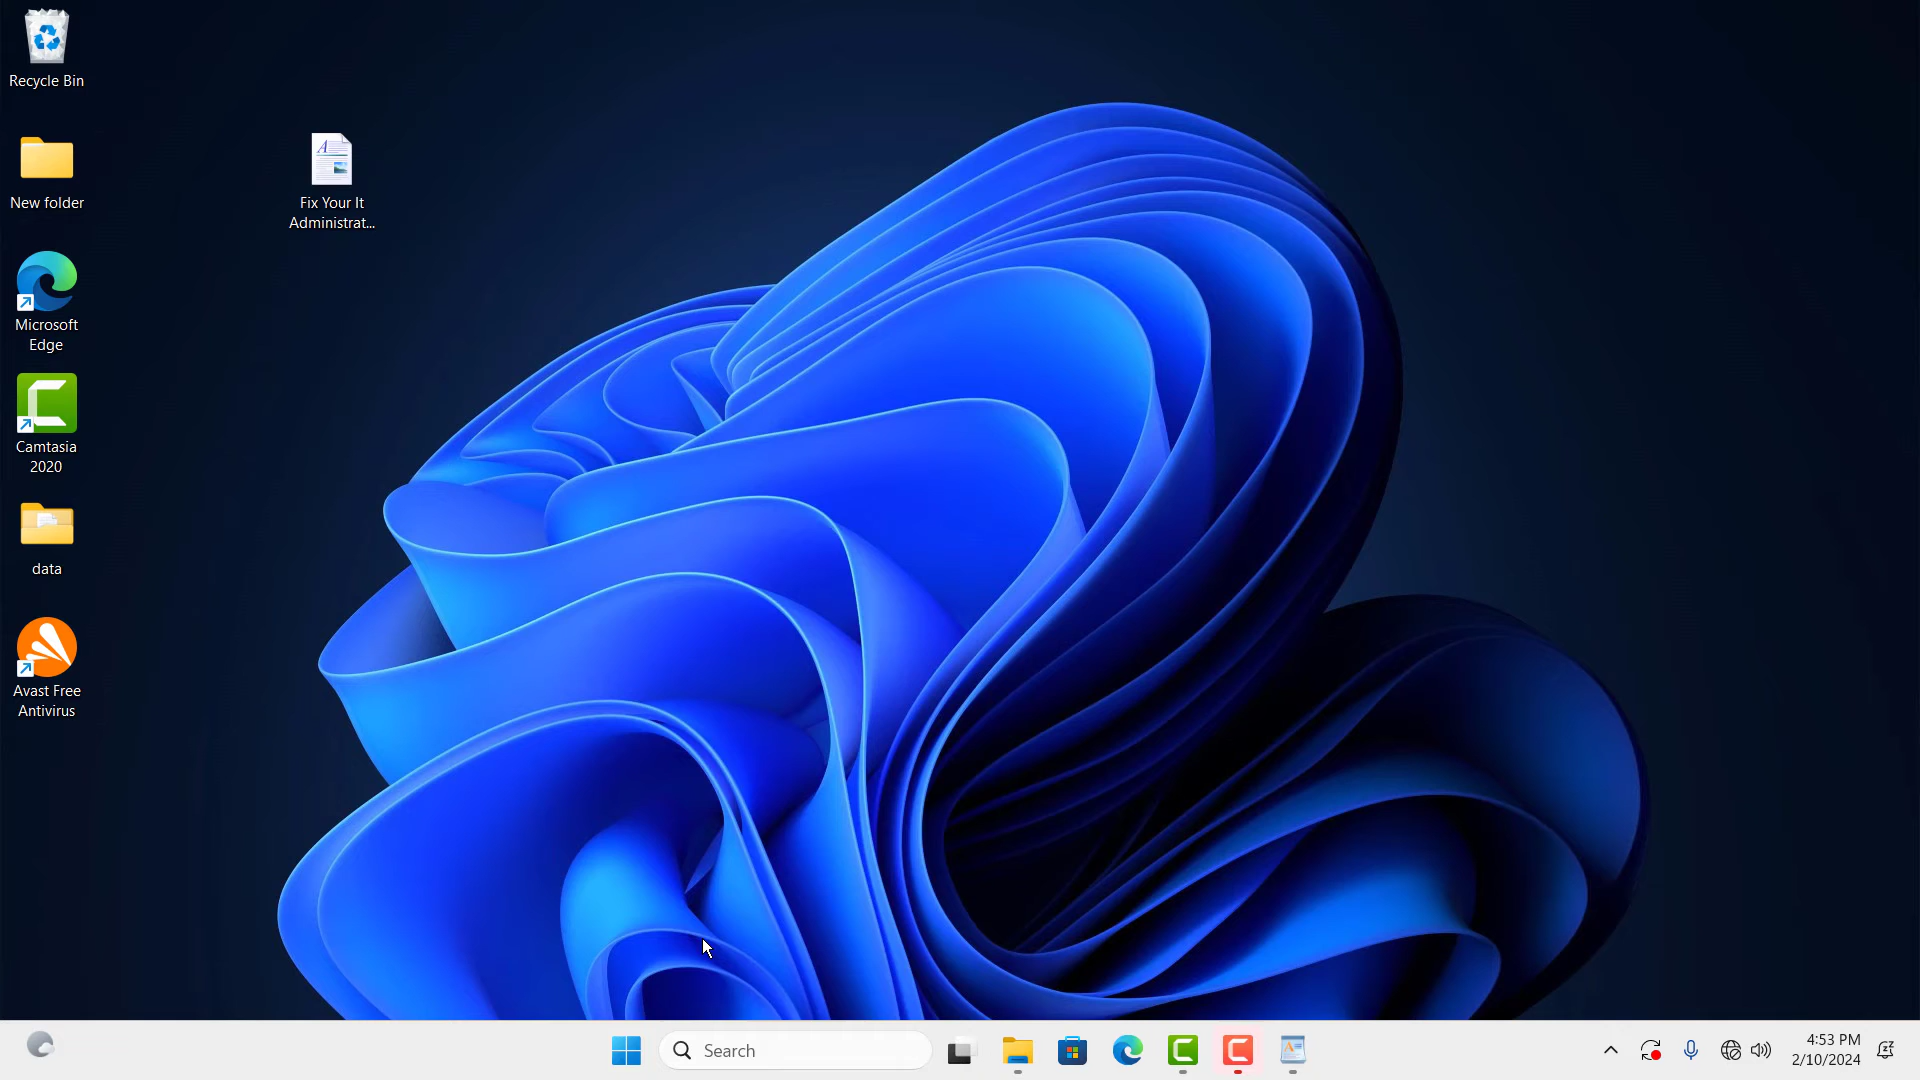 Recycle Bin
New folder
Microsoft
Edge
Camtasia
2020
data
Avast Free
Antivirus
Fix Your It
Administrat...
Search
4:53 PM
2/10/2024